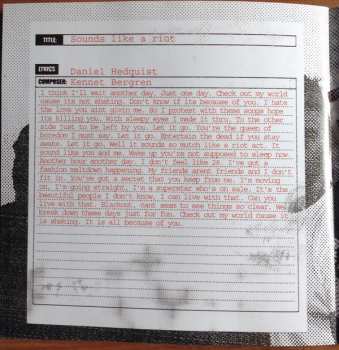 TITLE: Sounds like a riot
LYRICS: Daniel Hedquist
COMPOSER: Kennet Bergren
I think I'll wait another day. Just one day. Check out my world
cause its not shaking. Don't know if its because of you. I hate
the love you aint givin me. So I protest with these songs hope
its killing you. With sleepy eyes I made it home. To the other
side just to be left by you. Let it go. You're the queen of
boredom I must say. Let it go. Entertain the dead if you stay
awake. Let it go. Well it sounds so mutch like a riot act. It
sound like you and me. Wake up you're not supposed to sleep now.
Another hour another day. I don't feel like 24. I've got a
fashion meltdown happening. My friends arent friends and I don't
fit in. You've got a secret that you keep from me. I'm moving
on, I'm going straight, I'm a superstar who's on sale. It's the
beautiful people I don't know, I can live with that. Can you
live with that. Blackout, dark want to see things so clear. We
break down these days just for fun. Check out my world cause it
is shaking. It is all because of you.